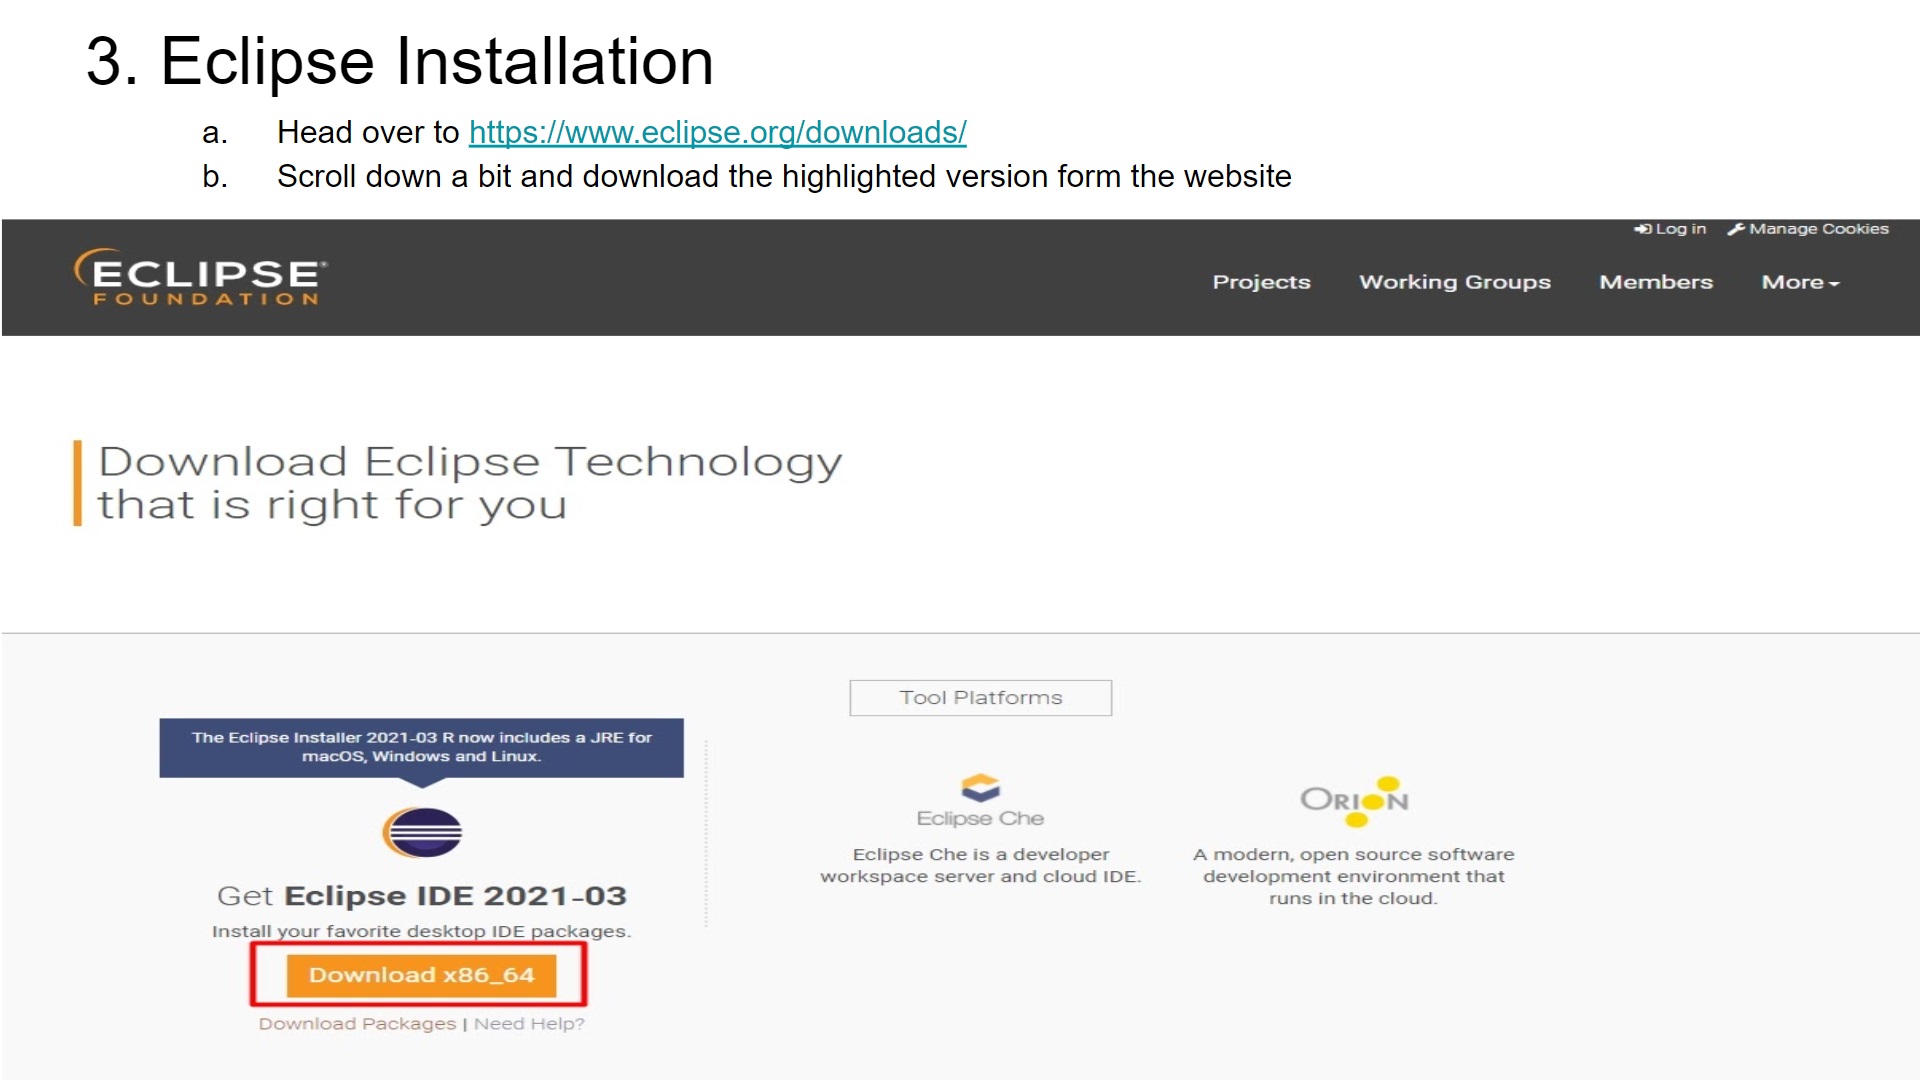 3. Eclipse Installation
a. Head over to https://www.eclipse.org/downloads/
b. Scroll down a bit and download the highlighted version form the website
Log in Manage Cookies
ECLIPSE®
FOUNDATION
Projects Working Groups Members More
Download Eclipse Technology
that is right for you
Tool Platforms
The Eclipse Installer 2021-03 R now includes a JRE for
macOS, Windows and Linux.
Get Eclipse IDE 2021-03
Install your favorite desktop IDE packages.
Download x86_64
Download Packages | Need Help?
Eclipse Che
Eclipse Che is a developer
workspace server and cloud IDE.
ORION
A modern, open source software
development environment that
runs in the cloud.